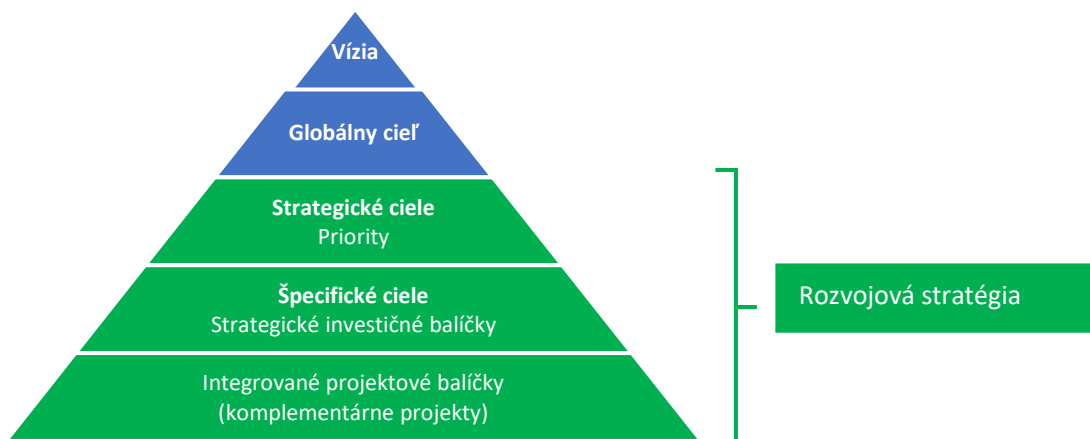 Vízia
Globálny cieľ
Strategické ciele
Priority
Špecifické ciele
Strategické investičné balíčky
Rozvojová stratégia
Integrované projektové balíčky
(komplementárne projekty)